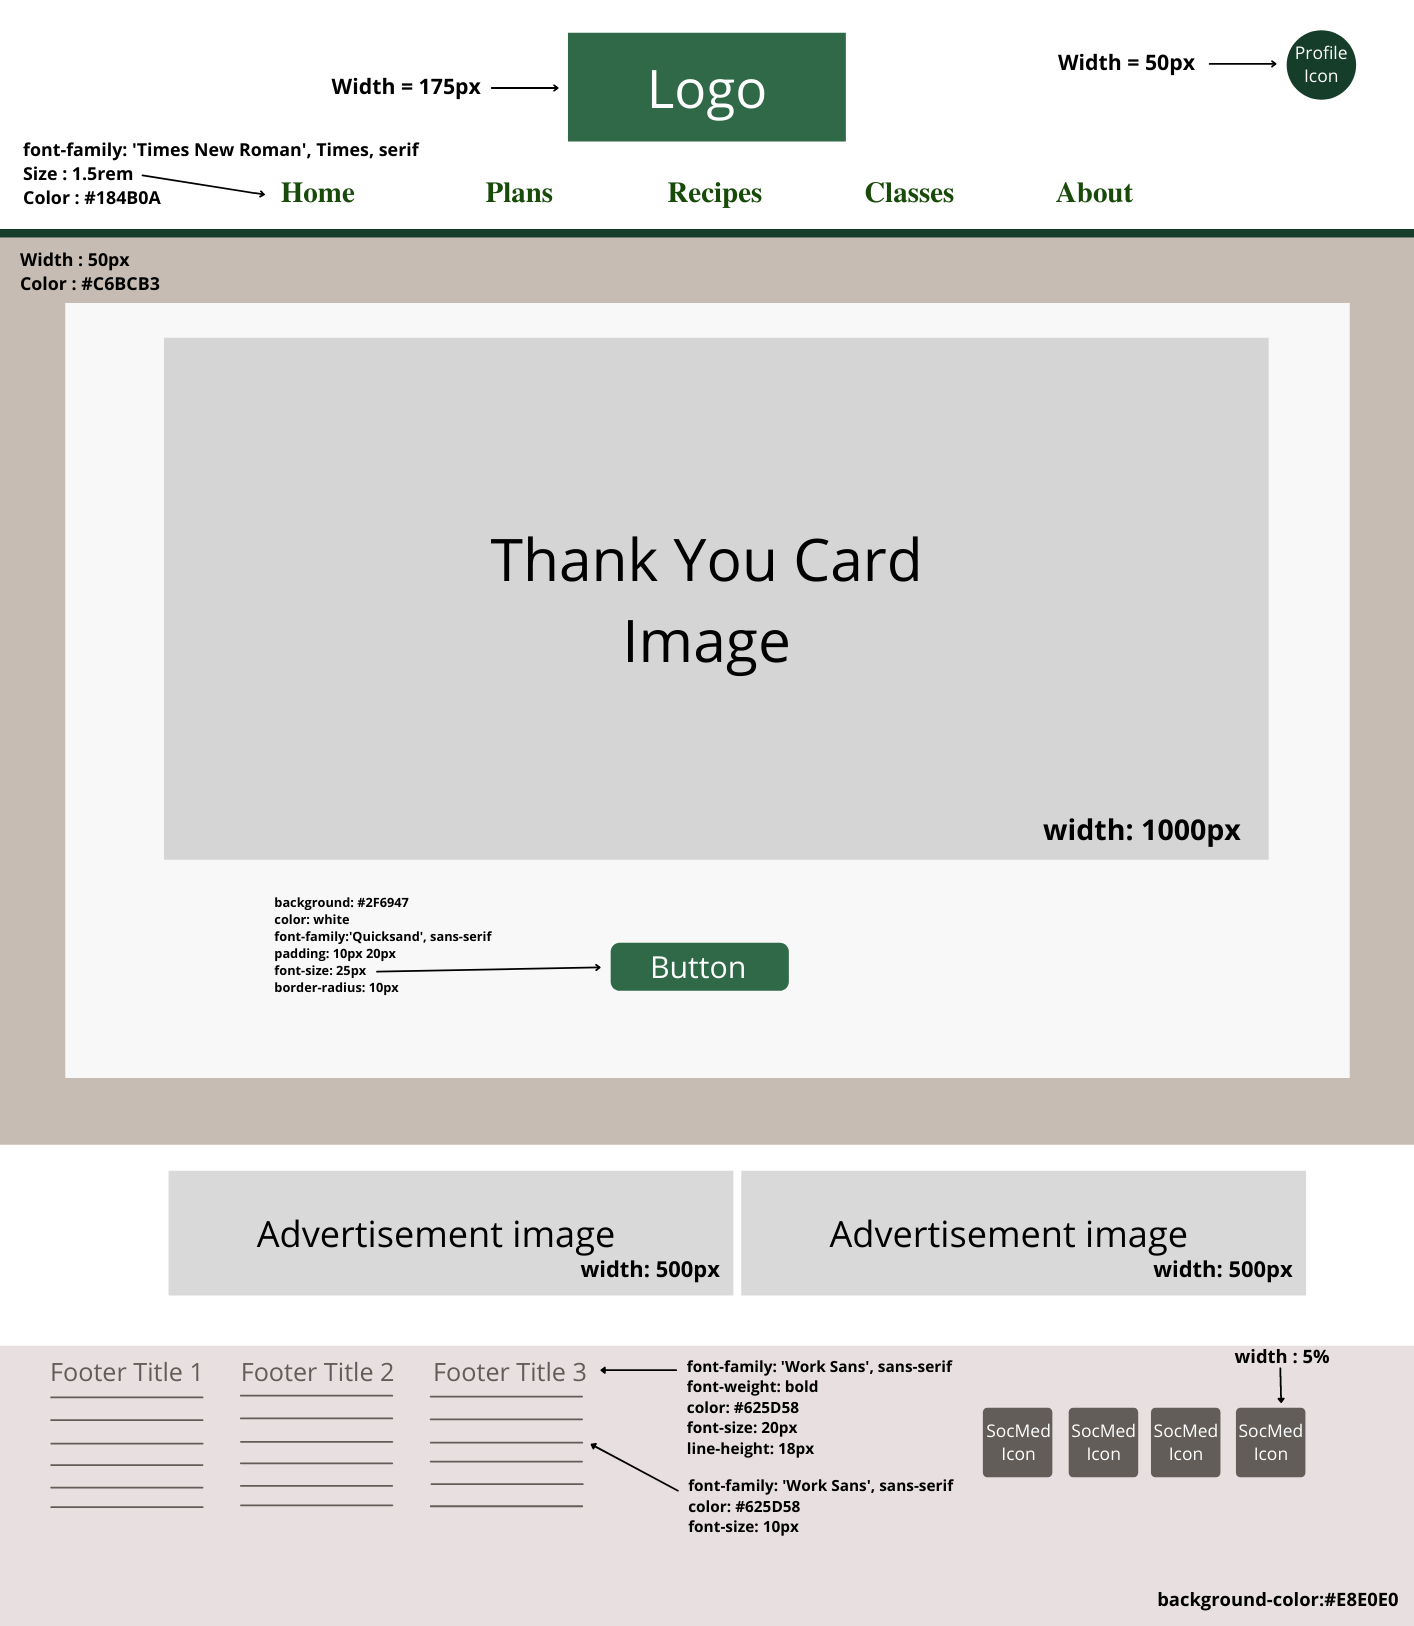 Logo
Width = 175px
Width = 50px
Profile
Icon
font-family: 'Times New Roman', Times, serif
Size : 1.5rem
Color : #184B0A
Home
Plans
Recipes
Classes
About
Width : 50px
Color : #C6BCB3
Thank You Card
Image
width: 1000px
background: #2F6947
color: white
font-family:'Quicksand', sans-serif
padding: 10px 20px
font-size: 25px
border-radius: 10px
Button
Advertisement image
width: 500px
Advertisement image
width: 500px
Footer Title 1
Footer Title 2
Footer Title 3
font-family: 'Work Sans', sans-serif
font-weight: bold
color: #625D58
font-size: 20px
line-height: 18px
font-family: 'Work Sans', sans-serif
color: #625D58
font-size: 10px
width : 5%
SocMed
Icon
SocMed
Icon
SocMed
Icon
SocMed
Icon
background-color:#E8E0E0